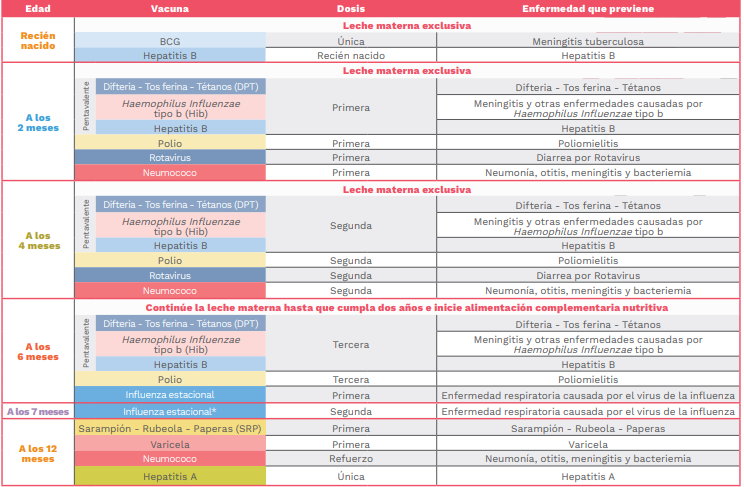 Edad Vacuna Dosis Enfermedad que previene
Recién nacido
Leche materna exclusiva
BCG Única Meningitis tuberculosa
Hepatitis B Recién nacido Hepatitis B
A los 2 meses
Leche materna exclusiva
Pentavalente
Difteria - Tos ferina - Tétanos (DPT) Primera Difteria - Tos ferina - Tétanos
Haemophilus Influenzae tipo b (Hib) Meningitis y otras enfermedades causadas por Haemophilus Influenzae tipo b
Hepatitis B Hepatitis B
Polio Primera Poliomielitis
Rotavirus Primera Diarrea por Rotavirus
Neumococo Primera Neumonía, otitis, meningitis y bacteriemia
A los 4 meses
Leche materna exclusiva
Pentavalente
Difteria - Tos ferina - Tétanos (DPT) Segunda Difteria - Tos ferina - Tétanos
Haemophilus Influenzae tipo b (Hib) Meningitis y otras enfermedades causadas por Haemophilus Influenzae tipo b
Hepatitis B Hepatitis B
Polio Segunda Poliomielitis
Rotavirus Segunda Diarrea por Rotavirus
Neumococo Segunda Neumonía, otitis, meningitis y bacteriemia
A los 6 meses
Continúe la leche materna hasta que cumpla dos años e inicie alimentación complementaria nutritiva
Pentavalente
Difteria - Tos ferina - Tétanos (DPT) Tercera Difteria - Tos ferina - Tétanos
Haemophilus Influenzae tipo b (Hib) Meningitis y otras enfermedades causadas por Haemophilus Influenzae tipo b
Hepatitis B Hepatitis B
Polio Tercera Poliomielitis
Influenza estacional Primera Enfermedad respiratoria causada por el virus de la influenza
A los 7 meses Influenza estacional* Segunda Enfermedad respiratoria causada por el virus de la influenza
A los 12 meses
Sarampión - Rubeola - Paperas (SRP) Primera Sarampión - Rubeola - Paperas
Varicela Primera Varicela
Neumococo Refuerzo Neumonía, otitis, meningitis y bacteriemia
Hepatitis A Única Hepatitis A